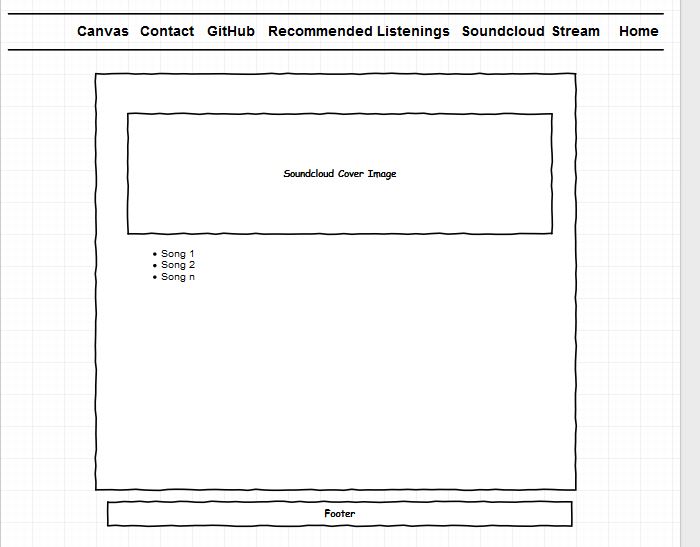 Canvas Contact GitHub Recommended Listenings Soundcloud Stream Home
Soundcloud Cover Image
• Song 1
• Song 2
• Song n
Footer